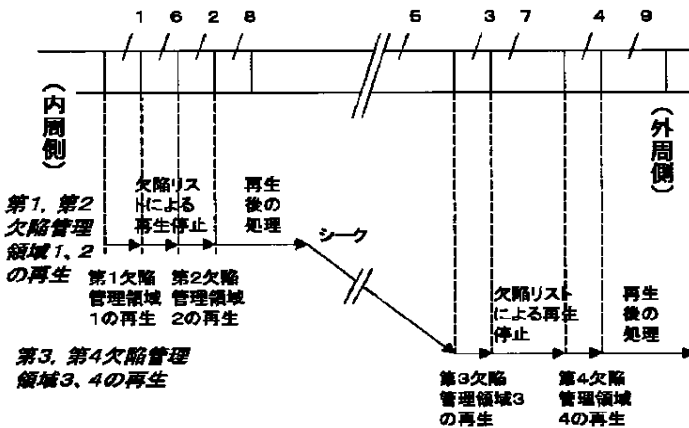 1 6 2 8 5 3 7 4 9
(内周側)
(外周側)
第1, 第2
欠陥管理
領域1、2
の再生
欠陥リス
トによる
再生停止
再生
後の
処理
シーク
第1欠陥
管理領域
1の再生
第2欠陥
管理領域
2の再生
第3, 第4欠陥管理
領域3、4の再生
欠陥リスト
による再生
停止
再生
後の
処理
第3欠陥
管理領域3
の再生
第4欠陥
管理領域
4の再生